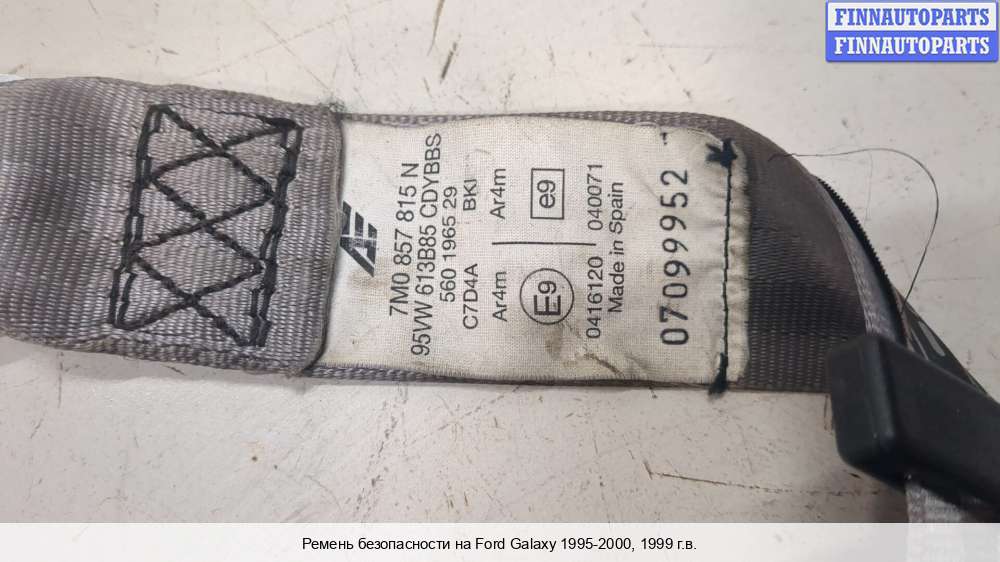 FINNAUTOPARTS
FINNAUTOPARTS
AE
7M0 857 815 N
95VW 613B85 CDYBBS
560 1965 29
C7D4A BKI
Ar4m Ar4m
E9 e9
0416120 040071
Made in Spain
07099952
Ремень безопасности на Ford Galaxy 1995-2000, 1999 г.в.